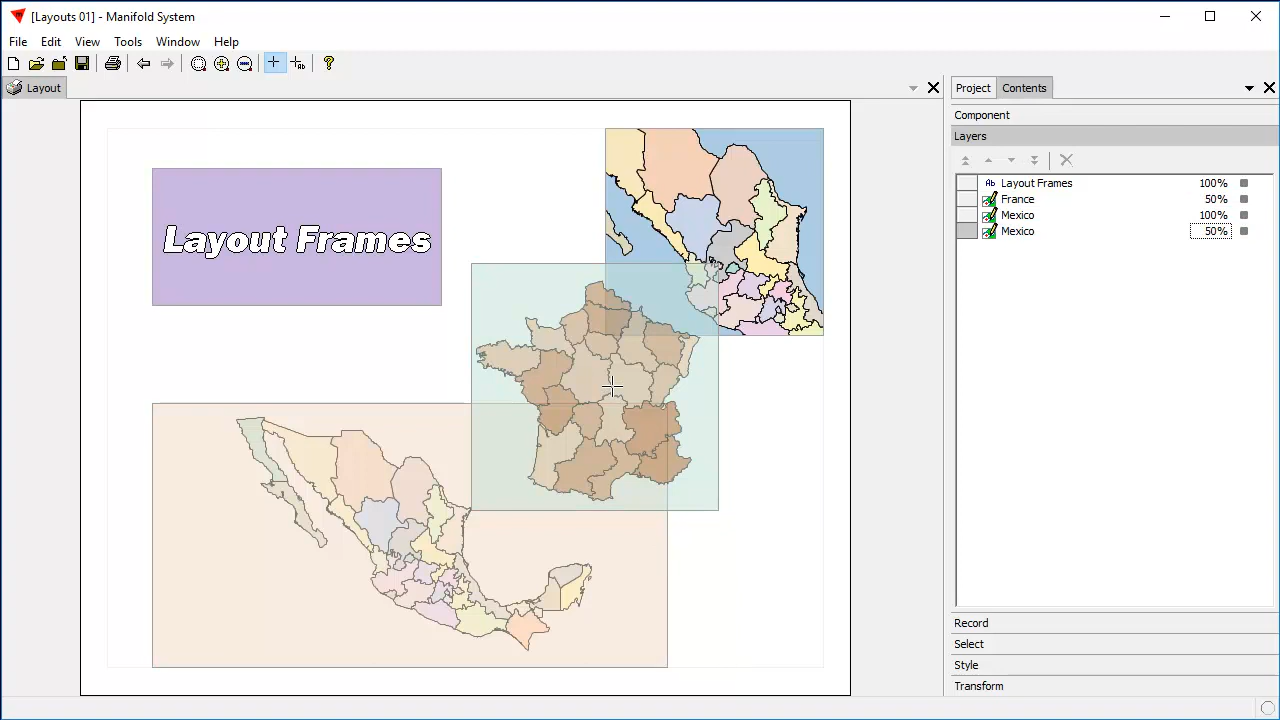 [Layouts 01] - Manifold System
File Edit View Tools Window Help
Layout
Layout Frames
Project Contents
Component
Layers
Ab Layout Frames 100%
France 50%
Mexico 100%
Mexico 50%
Record
Select
Style
Transform